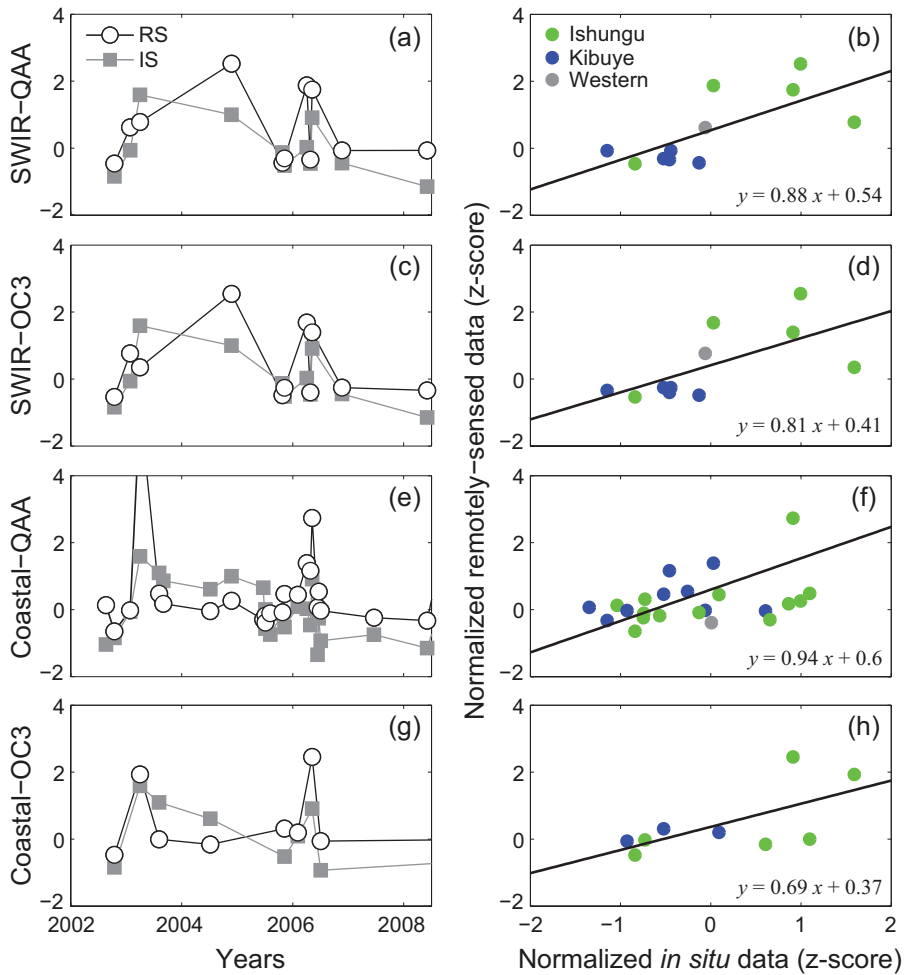 SWIR−QAA
4
2
0
−2
RS
IS
(a)
4
2
0
−2
Ishungu
Kibuye
Western
(b)
y = 0.88 x + 0.54
SWIR−OC3
4
2
0
−2
(c)
4
2
0
−2
(d)
y = 0.81 x + 0.41
Normalized remotely−sensed data (z−score)
Coastal−QAA
4
2
0
−2
(e)
4
2
0
−2
(f)
y = 0.94 x + 0.6
Coastal−OC3
4
2
0
−2
(g)
2002 2004 2006 2008
Years
4
2
0
−2
(h)
y = 0.69 x + 0.37
−2 −1 0 1 2
Normalized in situ data (z−score)